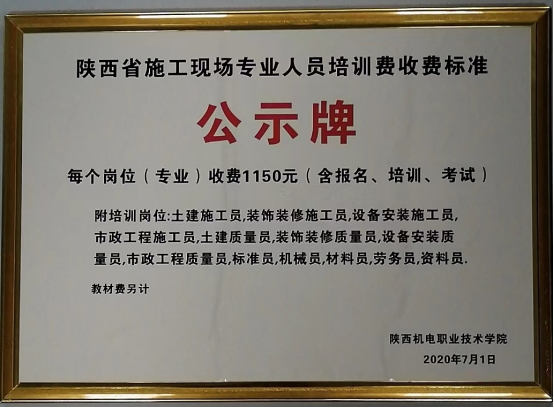 陕西省施工现场专业人员培训费收费标准
公示牌
每个岗位（专业）收费1150元（含报名、培训、考试）
附培训岗位:土建施工员,装饰装修施工员,设备安装施工员,
市政工程施工员,土建质量员,装饰装修质量员,设备安装质
量员,市政工程质量员,标准员,机械员,材料员,劳务员,资料员.
教材费另计
陕西机电职业技术学院
2020年7月1日